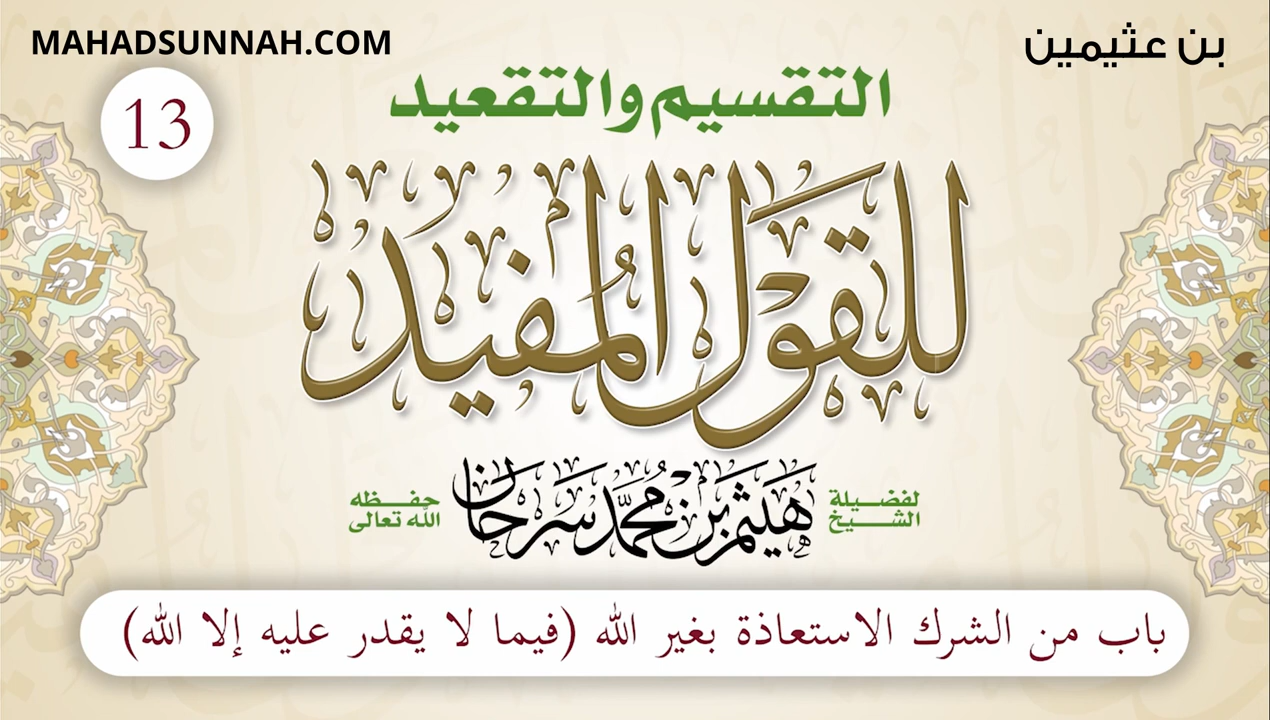 MAHADSUNNAH.COM
بن عثيمين
13
التقسيم والتقعيد
للقول المفيد
لفضيلة الشيخ
هيثم بن محمد سرحان
حفظه الله تعالى
باب من الشرك الاستعاذة بغير الله (فيما لا يقدر عليه إلا الله)